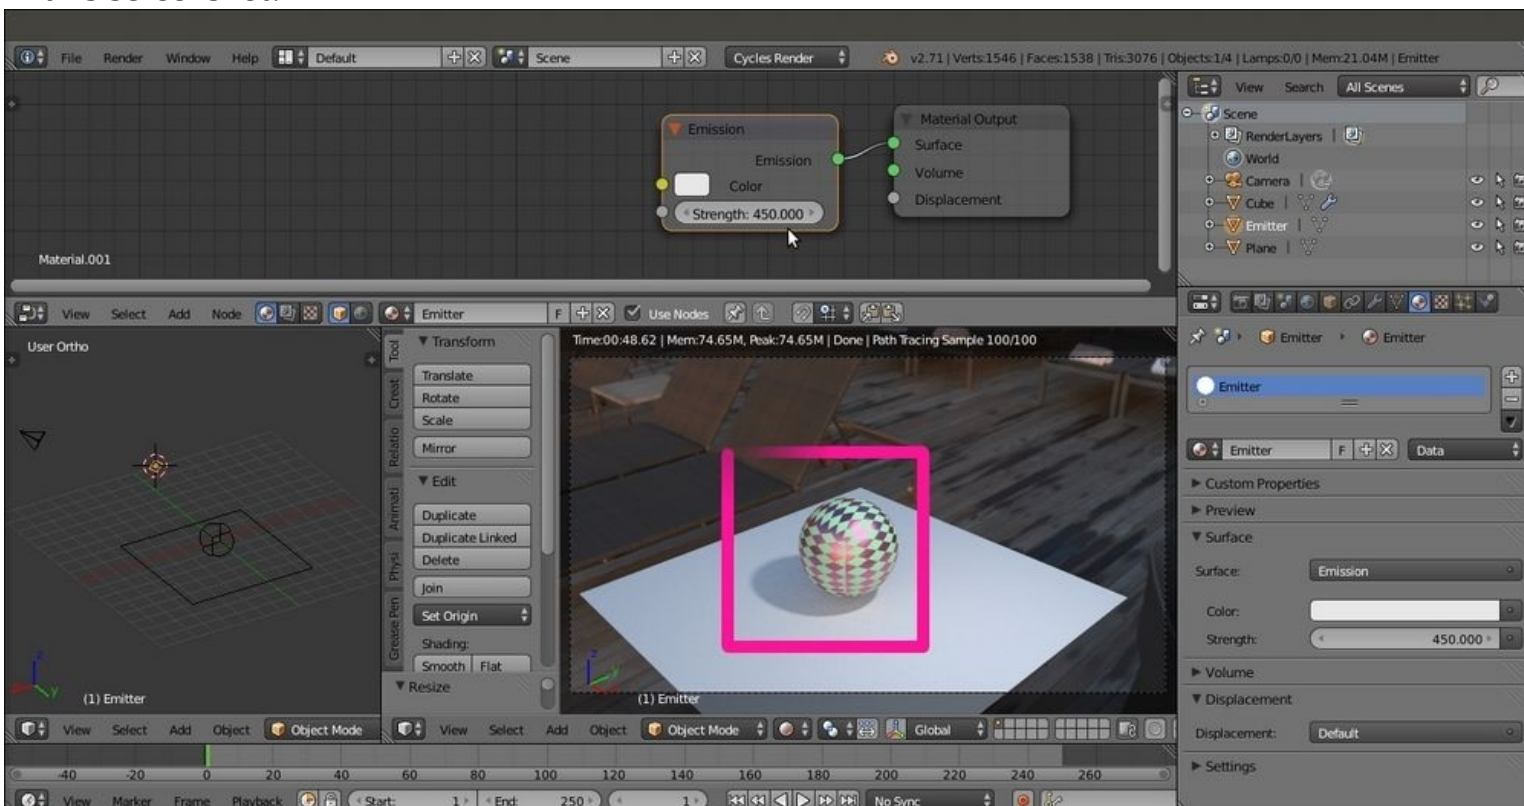 File Render Window Help Default Scene Cycles Render v2.71 | Verts:1546 | Faces:1538 | Tris:3076 | Objects:1/4 | Lamps:0/0 | Mem:21.04M | Emitter
View Search All Scenes
Scene
RenderLayers
World
Camera
Cube
Emitter
Plane
Emission
Emission
Color
Strength: 450.000
Material Output
Surface
Volume
Displacement
Material.001
View Select Add Node Emitter F Use Nodes
User Ortho
(1) Emitter
Tool
Creat
Relatio
Animati
Physi
Grease Pen
Transform
Translate
Rotate
Scale
Mirror
Edit
Duplicate
Duplicate Linked
Delete
Join
Set Origin
Shading:
Smooth Flat
Resize
Time:00:48.62 | Mem:74.65M, Peak:74.65M | Done | Path Tracing Sample 100/100
(1) Emitter
Emitter Emitter
Emitter
Emitter F Data
Custom Properties
Preview
Surface
Surface: Emission
Color:
Strength: 450.000
Volume
Displacement
Displacement: Default
Settings
View Select Add Object Object Mode
View Select Add Object Object Mode Global
-40 -20 0 20 40 60 80 100 120 140 160 180 200 220 240 260
View Marker Frame Playback Start: 1 End: 250 1 No Sync